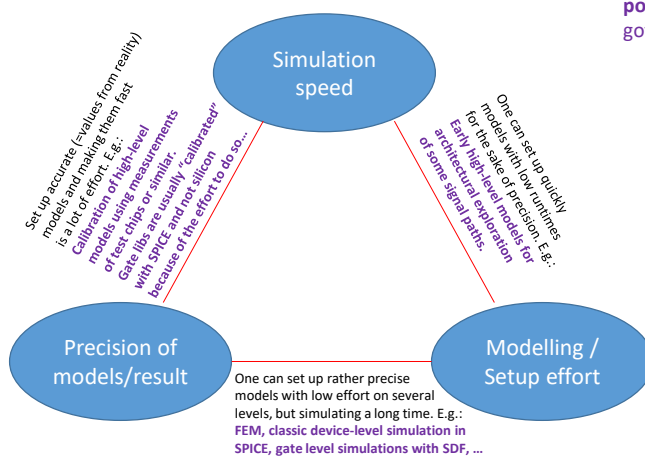 po
go
Simulation
speed
Set up accurate (=values from reality)
models and making them fast
is a lot of effort. E.g.:
Calibration of high-level
models using measurements
of test chips or similar.
Gate libs are usually “calibrated”
with SPICE and not silicon
because of the effort to do so…
One can set up quickly
models with low runtimes
for the sake of precision. E.g.:
Early high-level models for
architectural exploration
of some signal paths.
Precision of
models/result
Modelling /
Setup effort
One can set up rather precise
models with low effort on several
levels, but simulating a long time. E.g.:
FEM, classic device-level simulation in
SPICE, gate level simulations with SDF, …